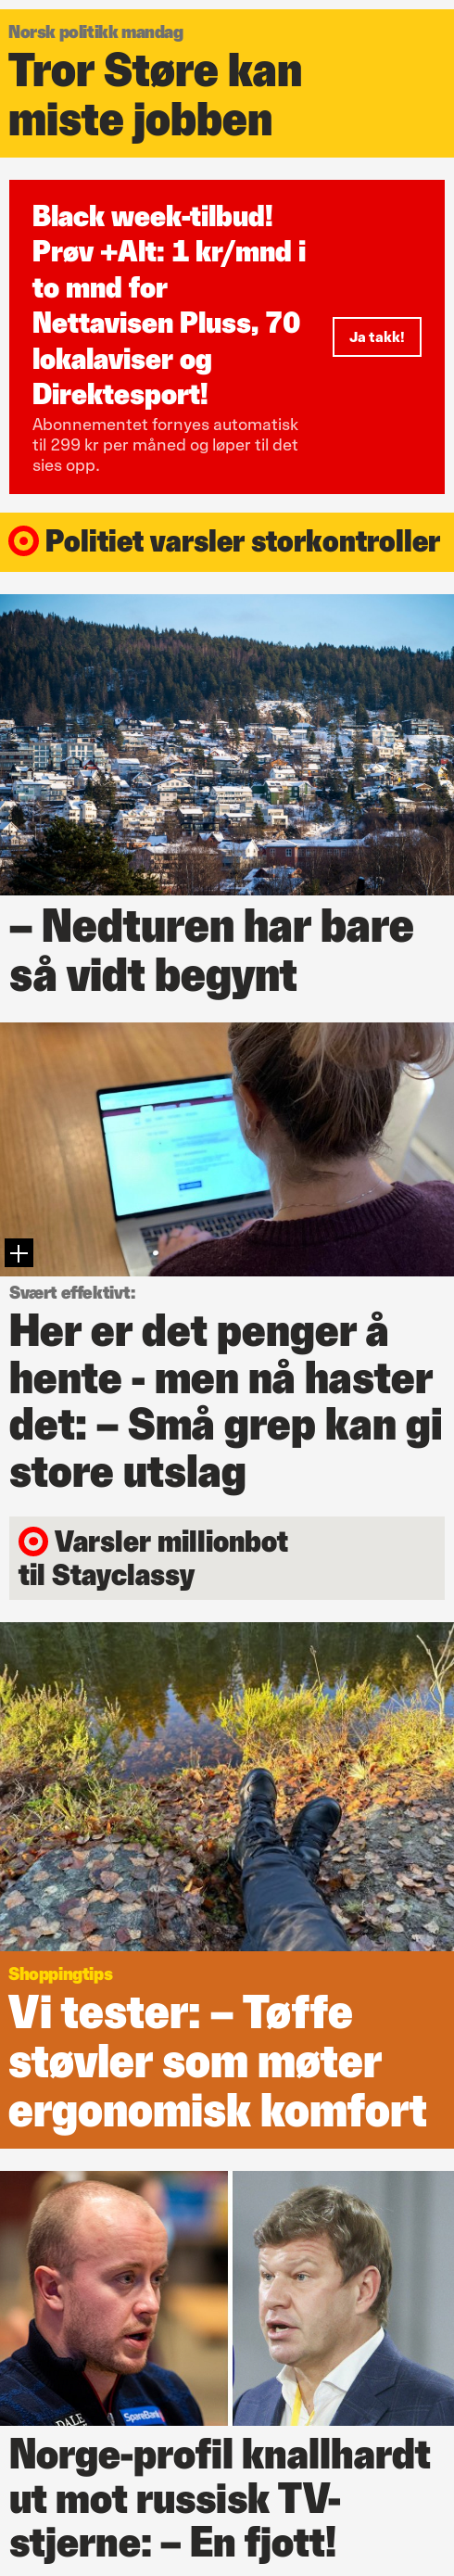 Norsk politikk mandag
Tror Støre kan
miste jobben
Black week-tilbud!
Prøv +Alt: 1 kr/mnd i
to mnd for
Nettavisen Pluss, 70
lokalaviser og
Direktesport!
Abonnementet fornyes automatisk
til 299 kr per måned og løper til det
sies opp.
Ja takk!
Politiet varsler storkontroller
– Nedturen har bare
så vidt begynt
Svært effektivt:
Her er det penger å
hente - men nå haster
det: – Små grep kan gi
store utslag
Varsler millionbot
til Stayclassy
Shoppingtips
Vi tester: – Tøffe
støvler som møter
ergonomisk komfort
DALE
SpareBank
Norge-profil knallhardt
ut mot russisk TV-
stjerne: – En fjott!